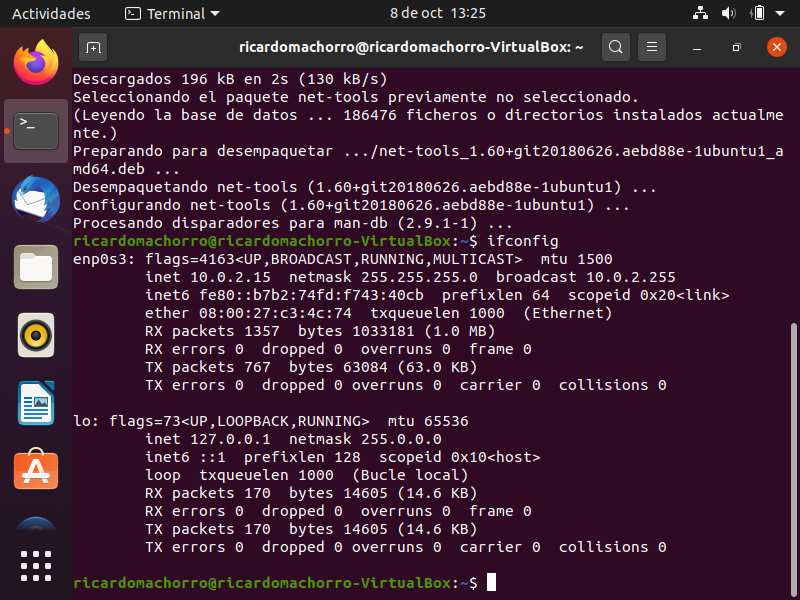 Actividades
Terminal
8 de oct 13:25
ricardomachorro@ricardomachorro-VirtualBox: ~
Descargados 196 kB en 2s (130 kB/s)
Seleccionando el paquete net-tools previamente no seleccionado.
(Leyendo la base de datos ... 186476 ficheros o directorios instalados actualme
nte.)
Preparando para desempaquetar .../net-tools_1.60+git20180626.aebd88e-1ubuntu1_a
md64.deb ...
Desempaquetando net-tools (1.60+git20180626.aebd88e-1ubuntu1) ...
Configurando net-tools (1.60+git20180626.aebd88e-1ubuntu1) ...
Procesando disparadores para man-db (2.9.1-1) ...
ricardomachorro@ricardomachorro-VirtualBox:~$ ifconfig
enp0s3: flags=4163<UP,BROADCAST,RUNNING,MULTICAST>  mtu 1500
        inet 10.0.2.15  netmask 255.255.255.0  broadcast 10.0.2.255
        inet6 fe80::b7b2:74fd:f743:40cb  prefixlen 64  scopeid 0x20<link>
        ether 08:00:27:c3:4c:74  txqueuelen 1000  (Ethernet)
        RX packets 1357  bytes 1033181 (1.0 MB)
        RX errors 0  dropped 0  overruns 0  frame 0
        TX packets 767  bytes 63084 (63.0 KB)
        TX errors 0  dropped 0 overruns 0  carrier 0  collisions 0
lo: flags=73<UP,LOOPBACK,RUNNING>  mtu 65536
        inet 127.0.0.1  netmask 255.0.0.0
        inet6 ::1  prefixlen 128  scopeid 0x10<host>
        loop  txqueuelen 1000  (Bucle local)
        RX packets 170  bytes 14605 (14.6 KB)
        RX errors 0  dropped 0  overruns 0  frame 0
        TX packets 170  bytes 14605 (14.6 KB)
        TX errors 0  dropped 0 overruns 0  carrier 0  collisions 0
ricardomachorro@ricardomachorro-VirtualBox:~$